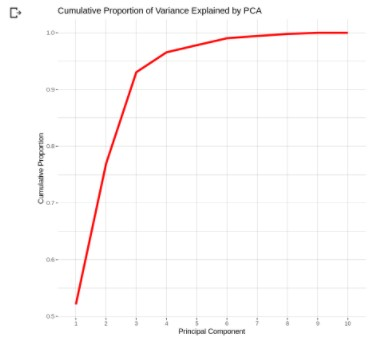 Cumulative Proportion of Variance Explained by PCA
1.0
0.9
0.8
0.7
0.6
0.5
Cumulative Proportion
1 2 3 4 5 6 7 8 9 10
Principal Component